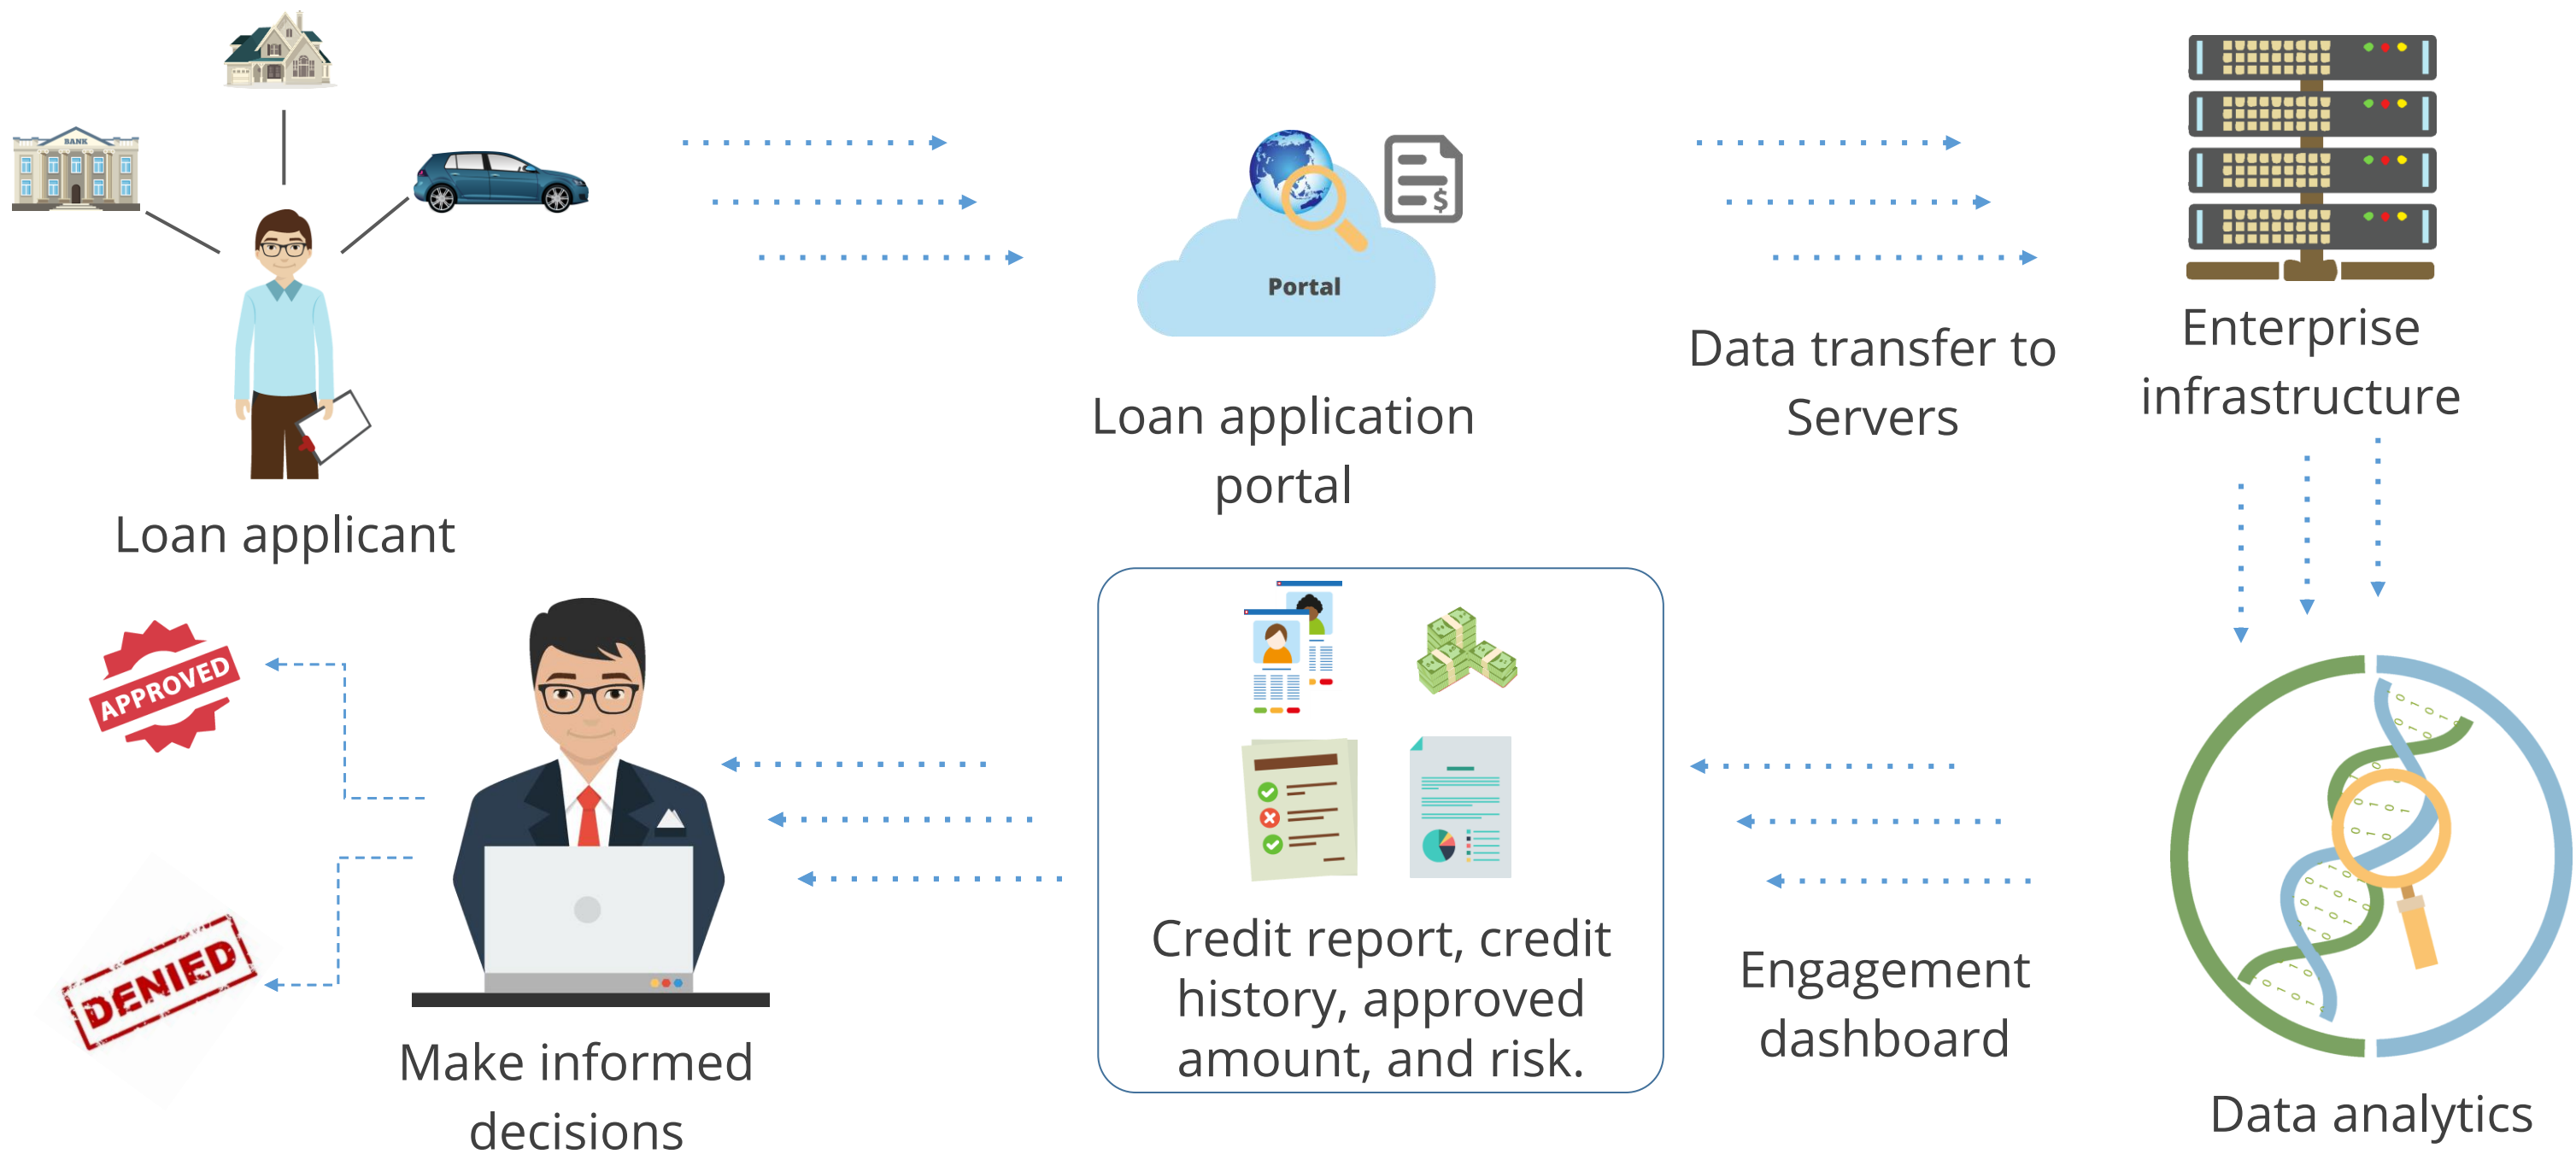 BANK
Portal
$
Loan applicant
Loan application
portal
Data transfer to
Servers
Enterprise
infrastructure
APPROVED
DENIED
Make informed
decisions
Credit report, credit
history, approved
amount, and risk.
Engagement
dashboard
Data analytics